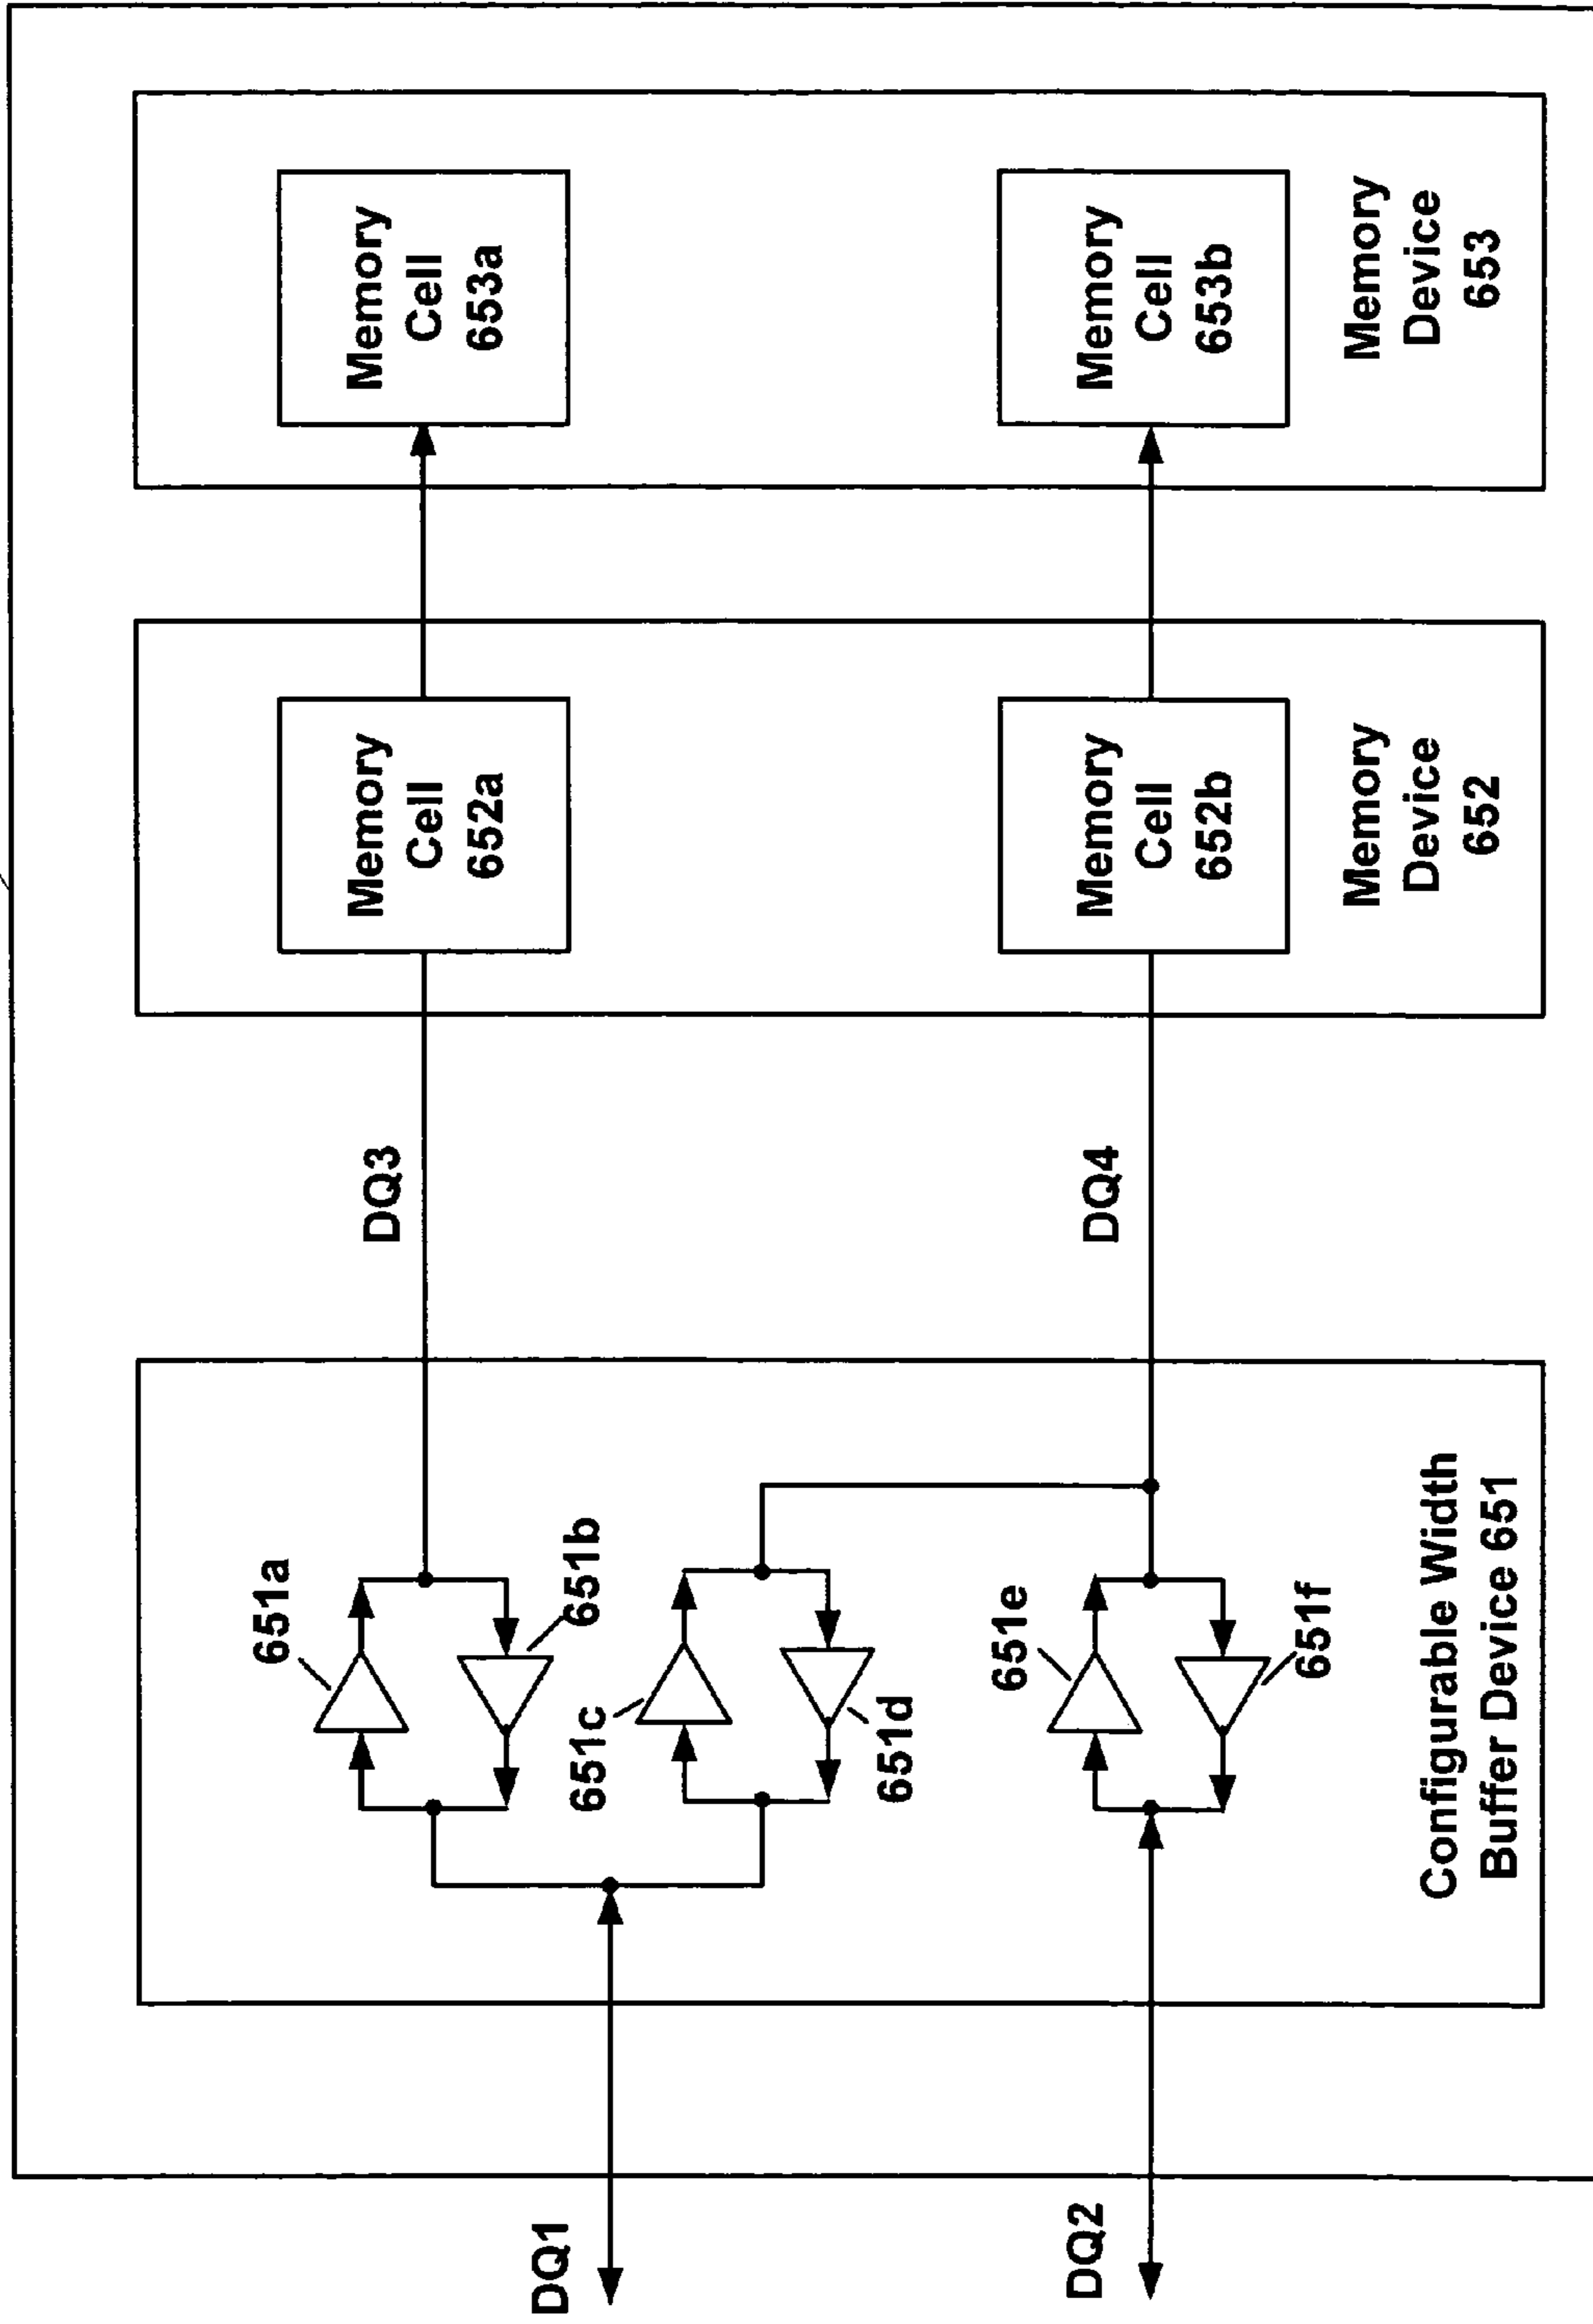 DQ1
DQ2
651a
651b
651c
651d
651e
651f
Configurable Width
Buffer Device 651
DQ3
DQ4
Memory
Cell
652a
Memory
Cell
652b
Memory
Device
652
Memory
Cell
653a
Memory
Cell
653b
Memory
Device
653